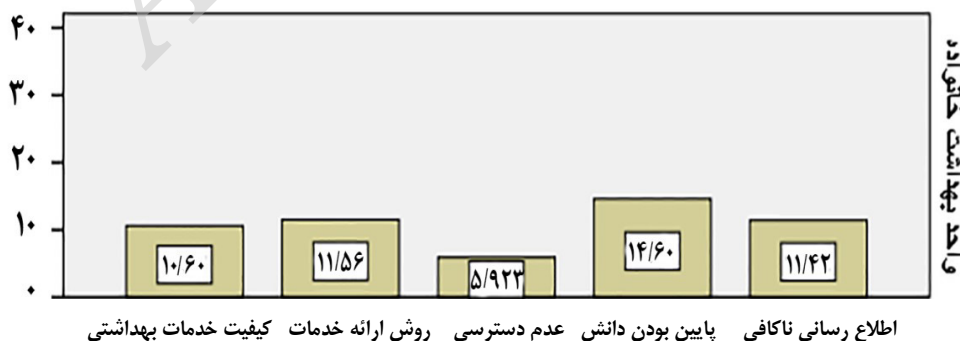 ۴۰
۳۰
۲۰
۱۰
۰
واحد بهداشت خانواده
۱۰/۶۰
۱۱/۵۶
۵/۹۲۳
۱۴/۶۰
۱۱/۴۲
کیفیت خدمات بهداشتی
روش ارائه خدمات
عدم دسترسی
پایین بودن دانش
اطلاع رسانی ناکافی